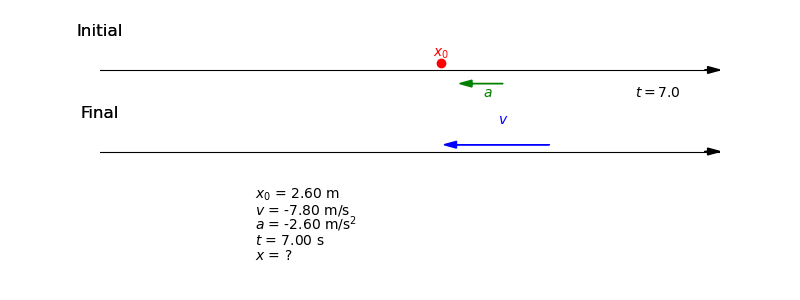 Initial
x₀
a
t = 7.0
Final
v
x₀ = 2.60 m
v = -7.80 m/s
a = -2.60 m/s²
t = 7.00 s
x = ?